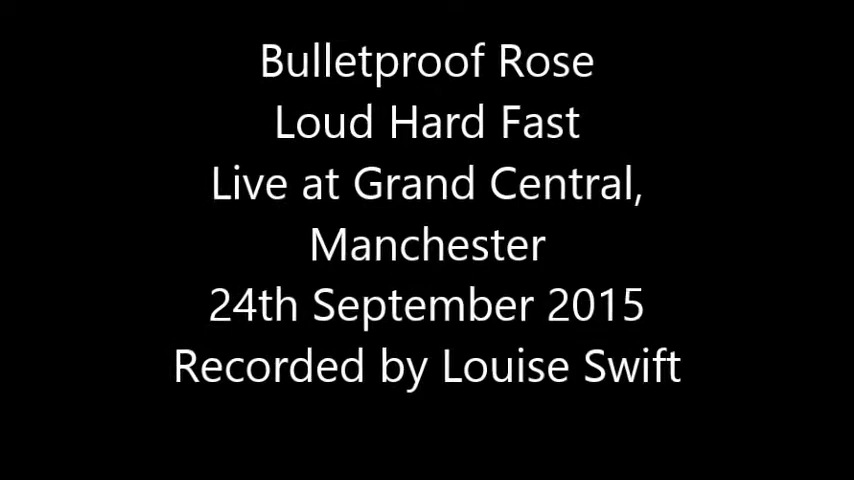 Bulletproof Rose
Loud Hard Fast
Live at Grand Central,
Manchester
24th September 2015
Recorded by Louise Swift